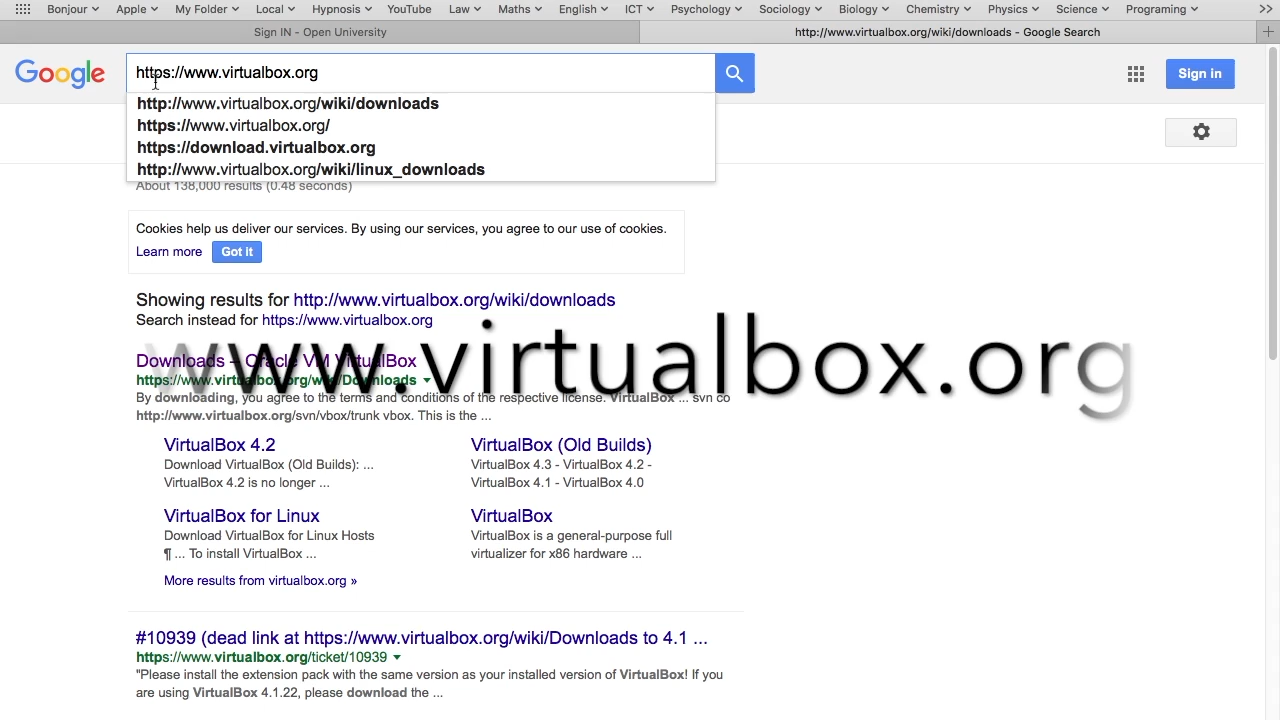 Bonjour Apple My Folder Local Hypnosis YouTube Law Maths English ICT Psychology Sociology Biology Chemistry Physics Science Programing
Sign IN - Open University
http://www.virtualbox.org/wiki/downloads - Google Search
Google
https://www.virtualbox.org
Sign in
http://www.virtualbox.org/wiki/downloads
https://www.virtualbox.org/
https://download.virtualbox.org
http://www.virtualbox.org/wiki/linux_downloads
About 138,000 results (0.48 seconds)
Cookies help us deliver our services. By using our services, you agree to our use of cookies.
Learn more Got it
Showing results for http://www.virtualbox.org/wiki/downloads
Search instead for https://www.virtualbox.org
www.virtualbox.org
Downloads – Oracle VM VirtualBox
https://www.virtualbox.org/wiki/Downloads
By downloading, you agree to the terms and conditions of the respective license. VirtualBox ... svn co
http://www.virtualbox.org/svn/vbox/trunk vbox. This is the ...
VirtualBox 4.2
Download VirtualBox (Old Builds): ...
VirtualBox 4.2 is no longer ...
VirtualBox (Old Builds)
VirtualBox 4.3 - VirtualBox 4.2 -
VirtualBox 4.1 - VirtualBox 4.0
VirtualBox for Linux
Download VirtualBox for Linux Hosts
¶ ... To install VirtualBox ...
VirtualBox
VirtualBox is a general-purpose full
virtualizer for x86 hardware ...
More results from virtualbox.org »
#10939 (dead link at https://www.virtualbox.org/wiki/Downloads to 4.1 ...
https://www.virtualbox.org/ticket/10939
"Please install the extension pack with the same version as your installed version of VirtualBox! If you
are using VirtualBox 4.1.22, please download the ...